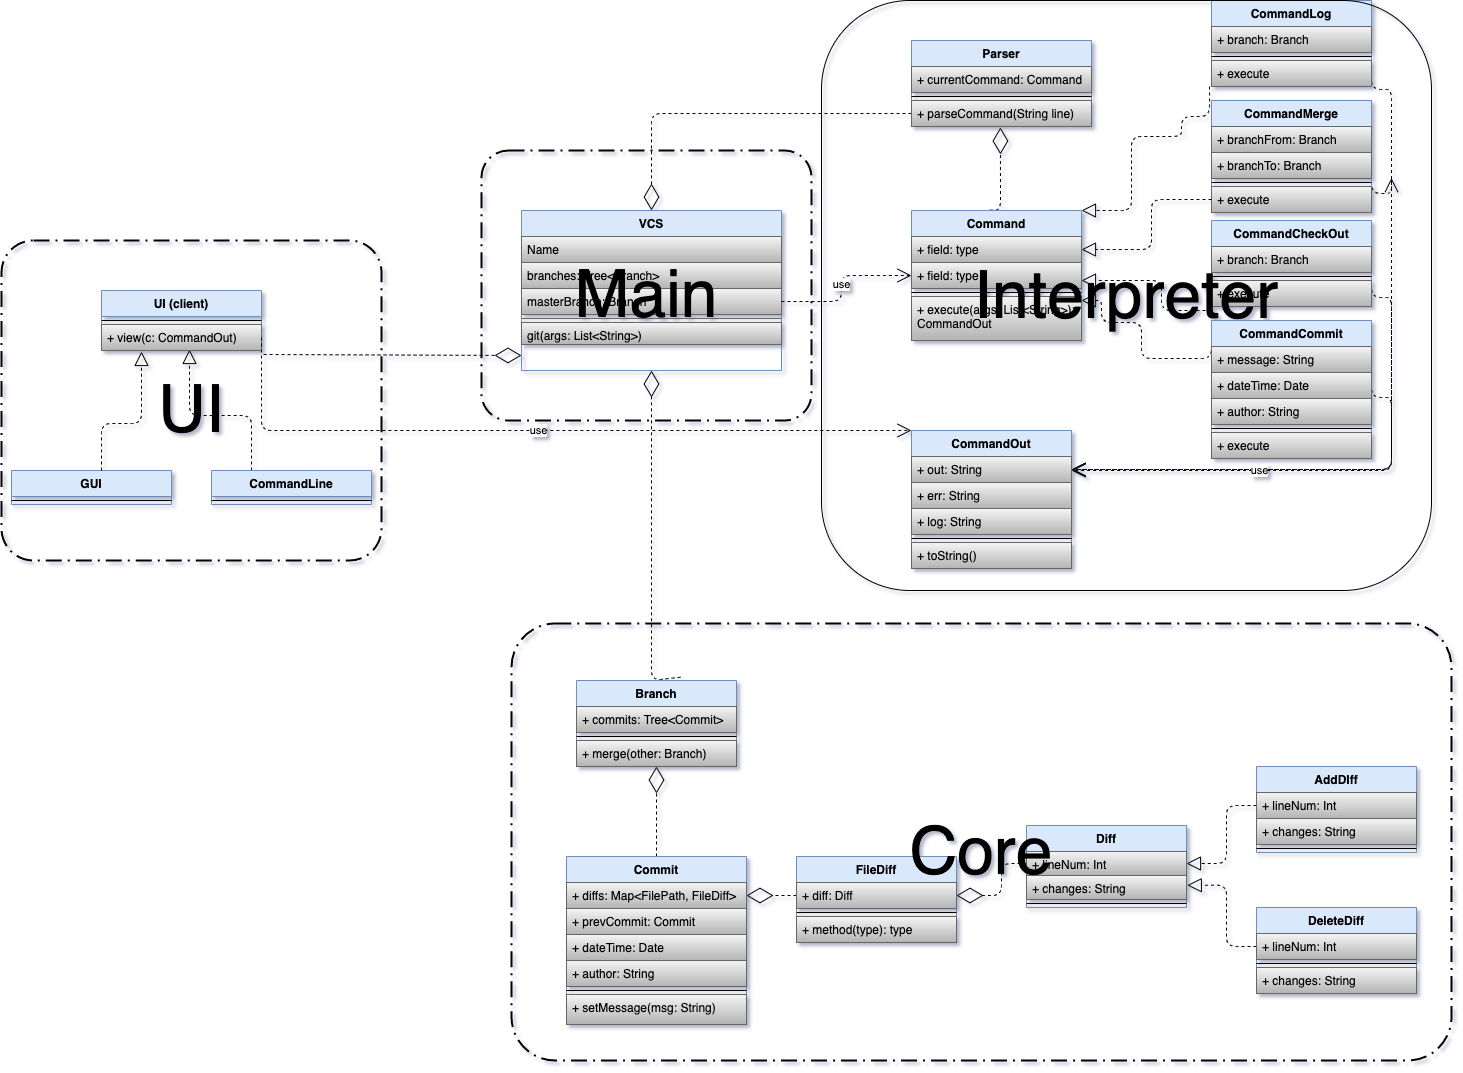 CommandLog
+ branch: Branch
+ execute
Parser
+ currentCommand: Command
+ parseCommand(String line)
CommandMerge
+ branchFrom: Branch
+ branchTo: Branch
+ execute
VCS
Name
branches: Tree<Branch>
masterBranch: Branch
git(args: List<String>)
Main
use
Command
+ field: type
+ field: type
+ execute(args: List<String>):
CommandOut
Interpreter
CommandCheckOut
+ branch: Branch
+ execute
CommandCommit
+ message: String
+ dateTime: Date
+ author: String
+ execute
UI (client)
+ view(c: CommandOut)
UI
GUI
CommandLine
use
CommandOut
+ out: String
+ err: String
+ log: String
+ toString()
use
Branch
+ commits: Tree<Commit>
+ merge(other: Branch)
Core
Commit
+ diffs: Map<FilePath, FileDiff>
+ prevCommit: Commit
+ dateTime: Date
+ author: String
+ setMessage(msg: String)
FileDiff
+ diff: Diff
+ method(type): type
Diff
+ lineNum: Int
+ changes: String
AddDIff
+ lineNum: Int
+ changes: String
DeleteDiff
+ lineNum: Int
+ changes: String